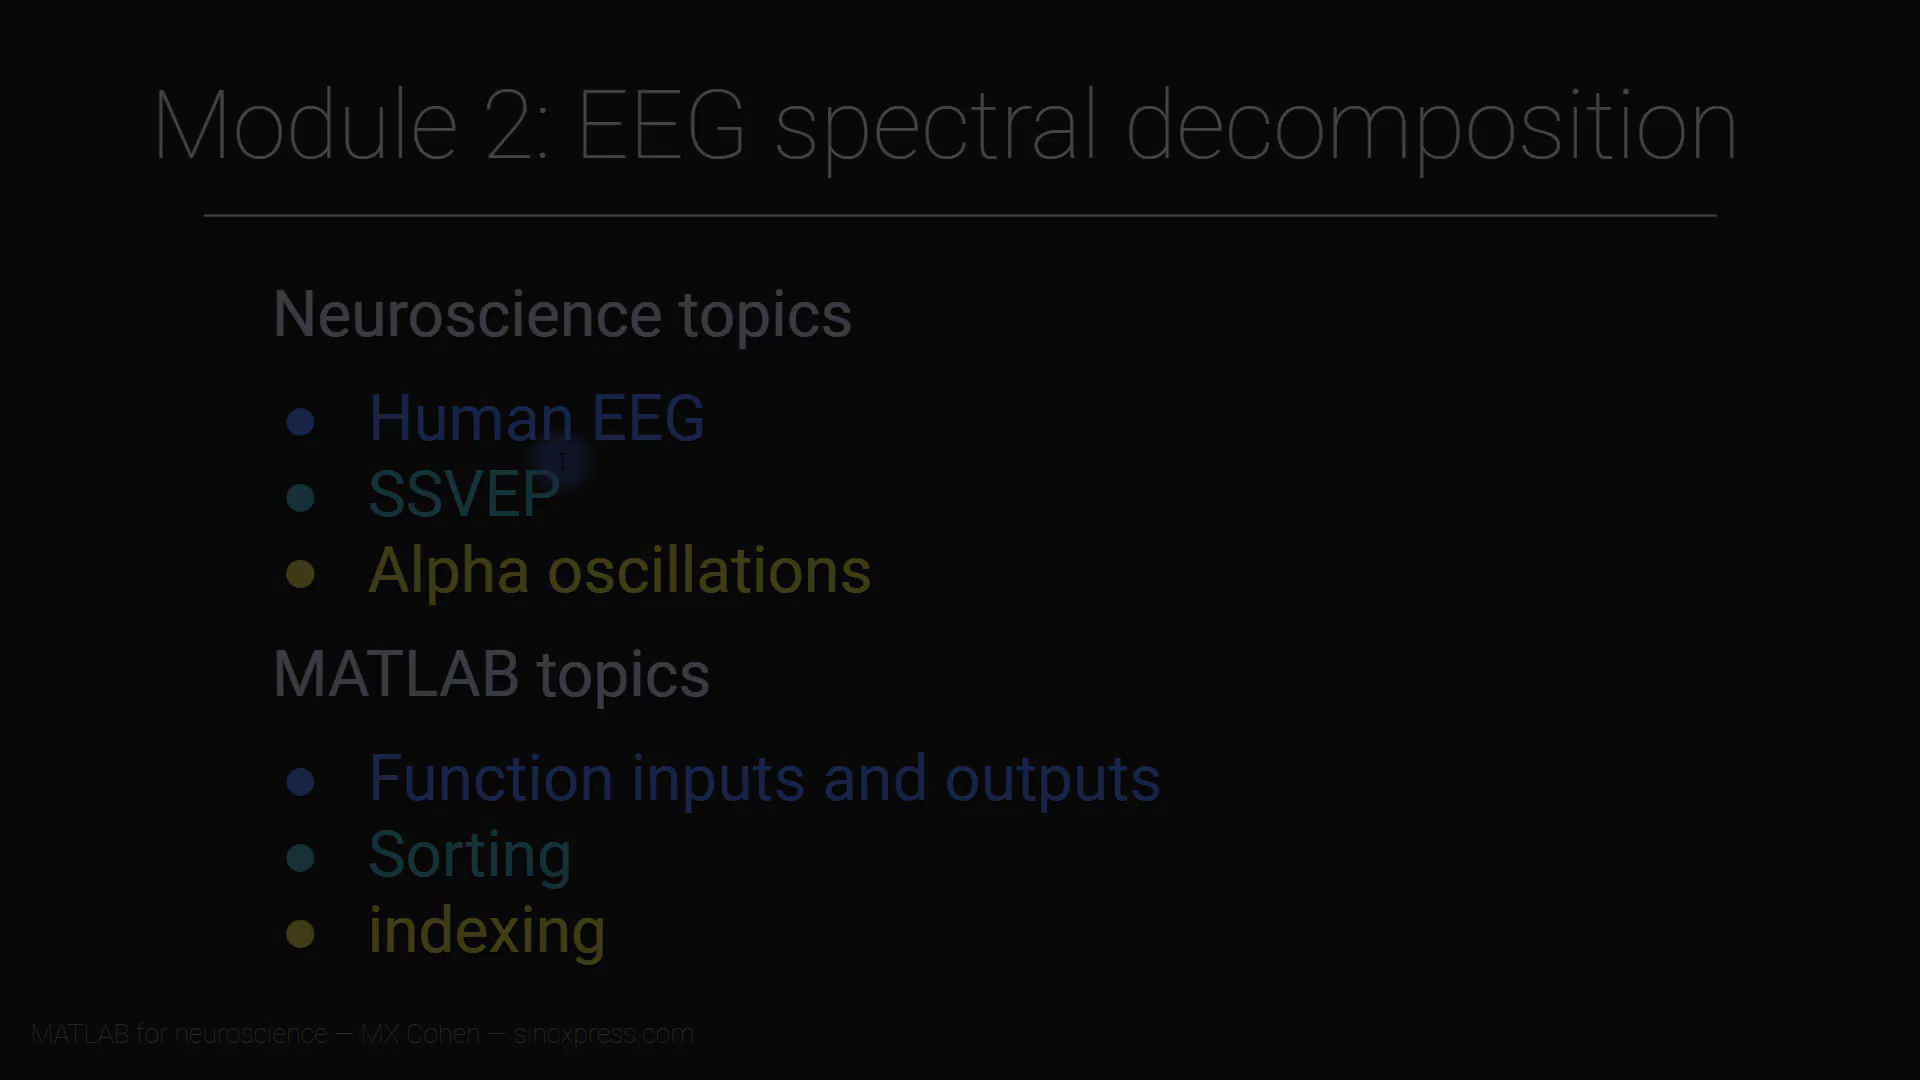 Module 2: EEG spectral decomposition
Neuroscience topics
● Human EEG
● SSVEP
● Alpha oscillations
MATLAB topics
● Function inputs and outputs
● Sorting
● indexing
MATLAB for neuroscience — MX Cohen — sincxpress.com